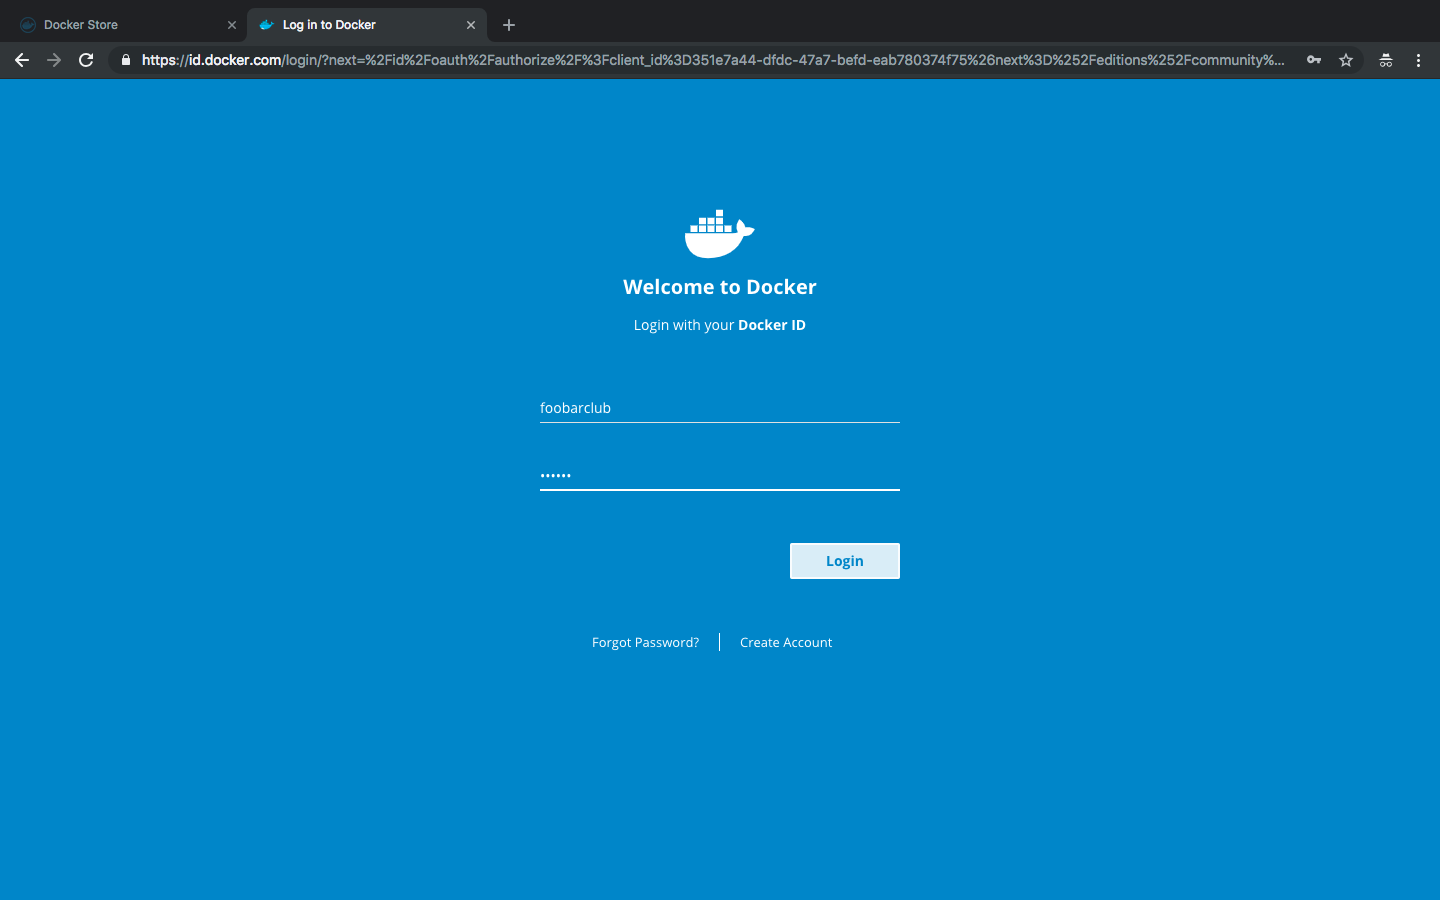 Docker Store
Log in to Docker
https://id.docker.com/login/?next=%2Fid%2Foauth%2Fauthorize%2F%3Fclient_id%3D351e7a44-dfdc-47a7-befd-eab780374f75%26next%3D%252Feditions%252Fcommunity%...
Welcome to Docker
Login with your Docker ID
foobarclub
••••••
Login
Forgot Password?
Create Account